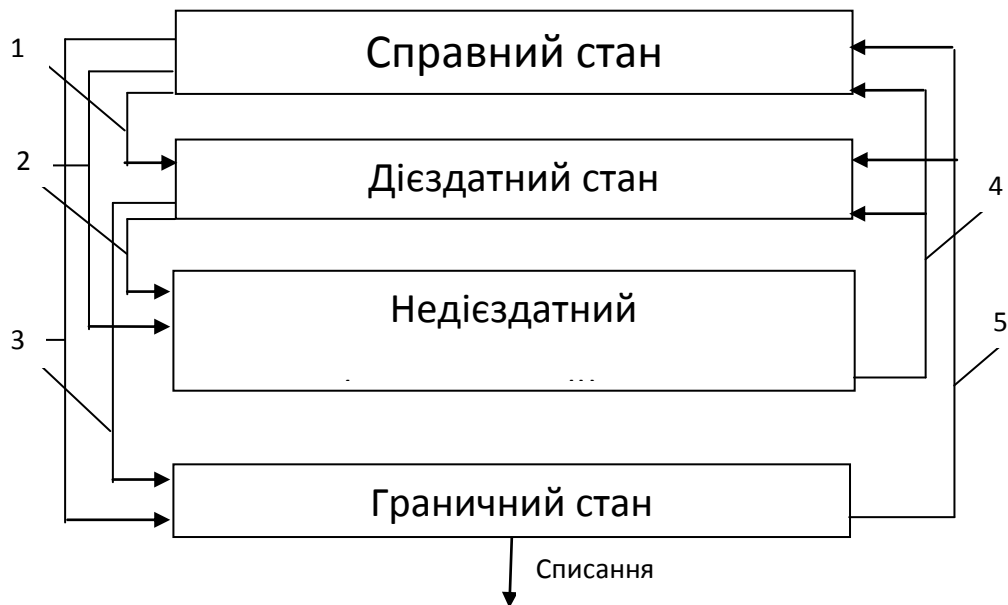 Справний стан
1
Дієздатний стан
2
4
Недієздатний
3
5
Граничний стан
Списання